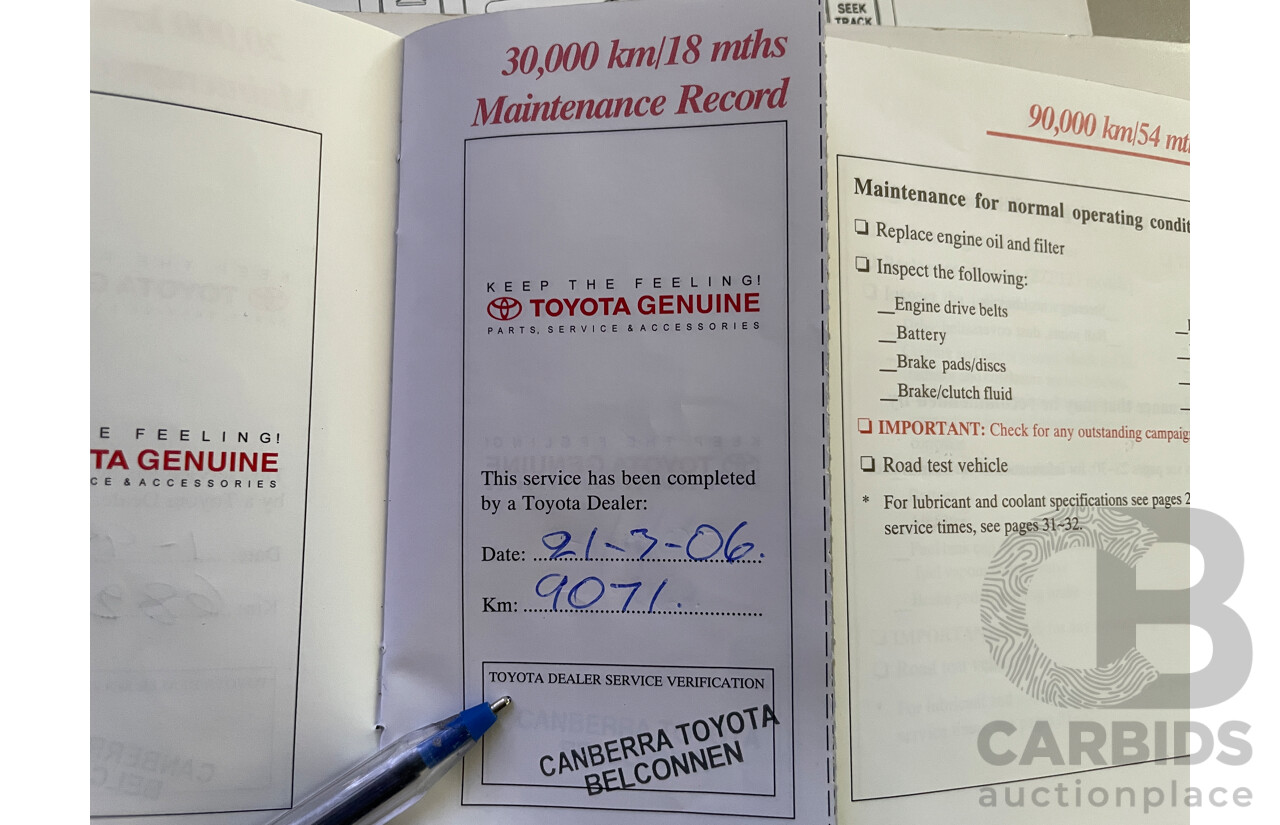 SEEK
TRACK
E FEELING!
TA GENUINE
CE & ACCESSORIES
30,000 km/18 mths
Maintenance Record
KEEP THE FEELING!
TOYOTA GENUINE
PARTS, SERVICE & ACCESSORIES
This service has been completed
by a Toyota Dealer:
Date: 21-3-06.
Km: 9071.
TOYOTA DEALER SERVICE VERIFICATION
CANBERRA TOYOTA
BELCONNEN
90,000 km/54 mt
Maintenance for normal operating condit
Replace engine oil and filter
Inspect the following:
Engine drive belts
Battery
Brake pads/discs
Brake/clutch fluid
IMPORTANT: Check for any outstanding campaig
Road test vehicle
* For lubricant and coolant specifications see pages 2
service times, see pages 31~32.
CB
CARBIDS
auctionplace